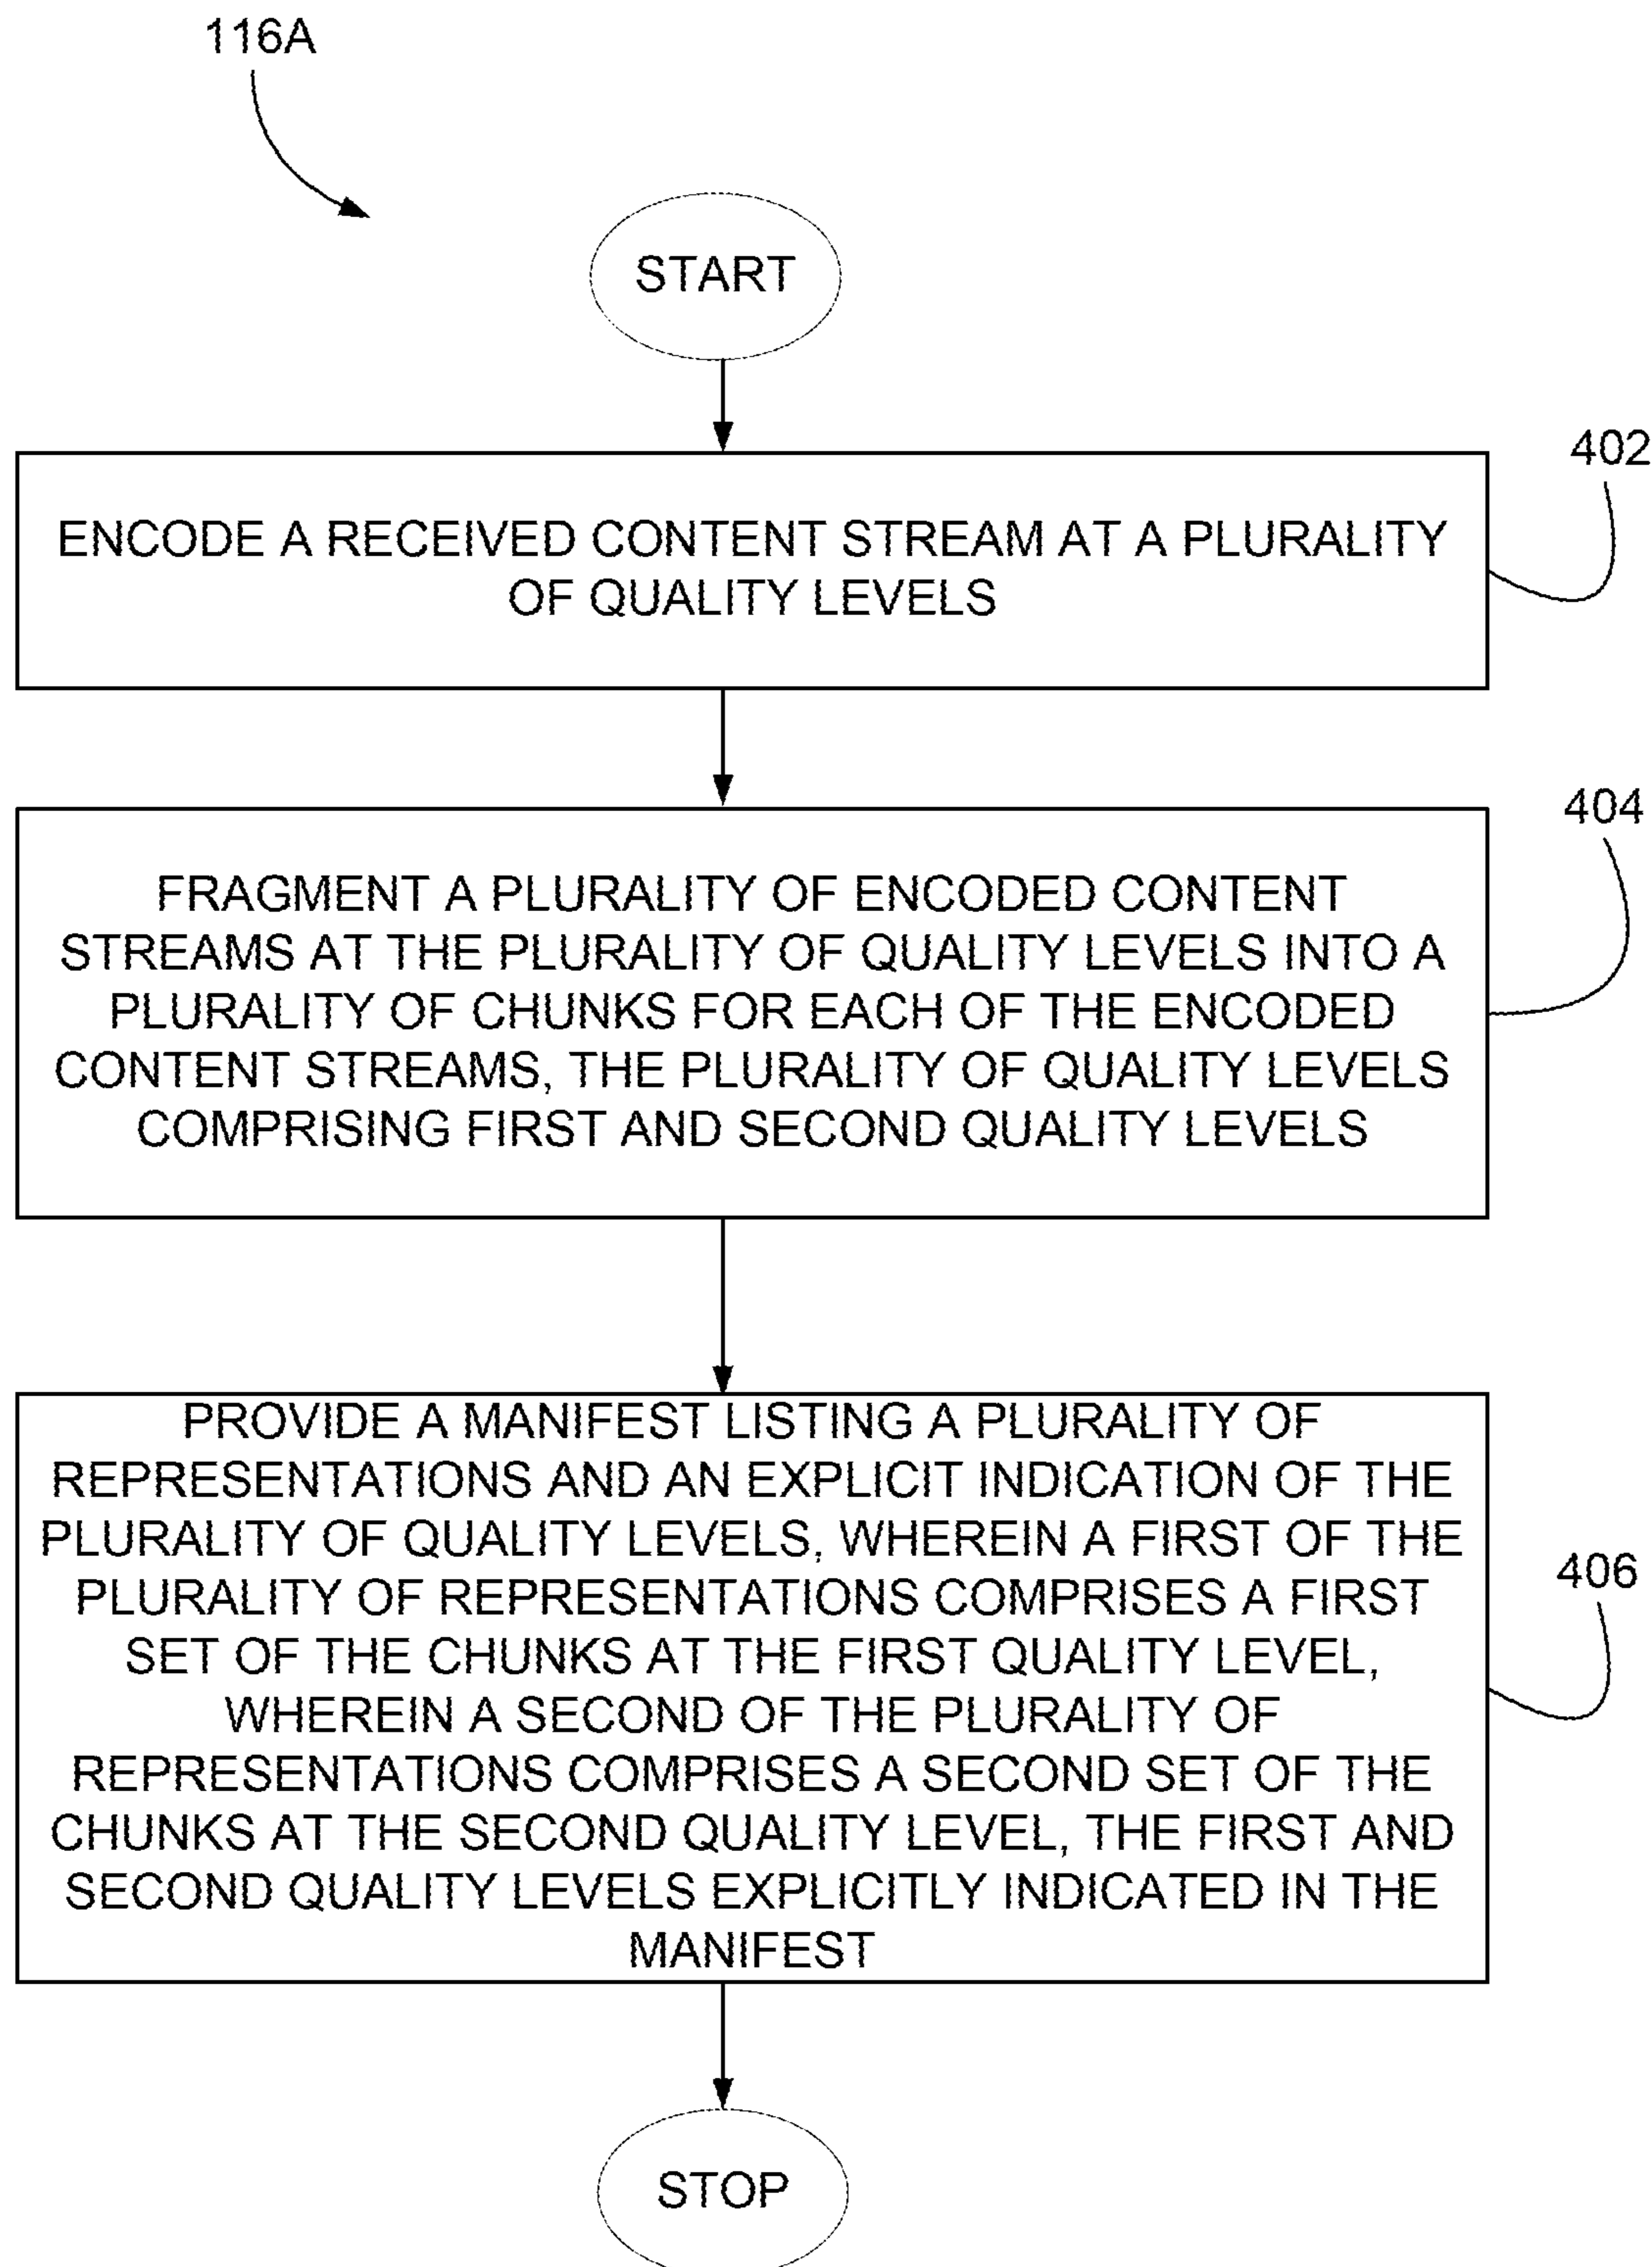 116A
START
402
ENCODE A RECEIVED CONTENT STREAM AT A PLURALITY
OF QUALITY LEVELS
404
FRAGMENT A PLURALITY OF ENCODED CONTENT
STREAMS AT THE PLURALITY OF QUALITY LEVELS INTO A
PLURALITY OF CHUNKS FOR EACH OF THE ENCODED
CONTENT STREAMS, THE PLURALITY OF QUALITY LEVELS
COMPRISING FIRST AND SECOND QUALITY LEVELS
PROVIDE A MANIFEST LISTING A PLURALITY OF
REPRESENTATIONS AND AN EXPLICIT INDICATION OF THE
PLURALITY OF QUALITY LEVELS, WHEREIN A FIRST OF THE
406
PLURALITY OF REPRESENTATIONS COMPRISES A FIRST
SET OF THE CHUNKS AT THE FIRST QUALITY LEVEL,
WHEREIN A SECOND OF THE PLURALITY OF
REPRESENTATIONS COMPRISES A SECOND SET OF THE
CHUNKS AT THE SECOND QUALITY LEVEL, THE FIRST AND
SECOND QUALITY LEVELS EXPLICITLY INDICATED IN THE
MANIFEST
STOP